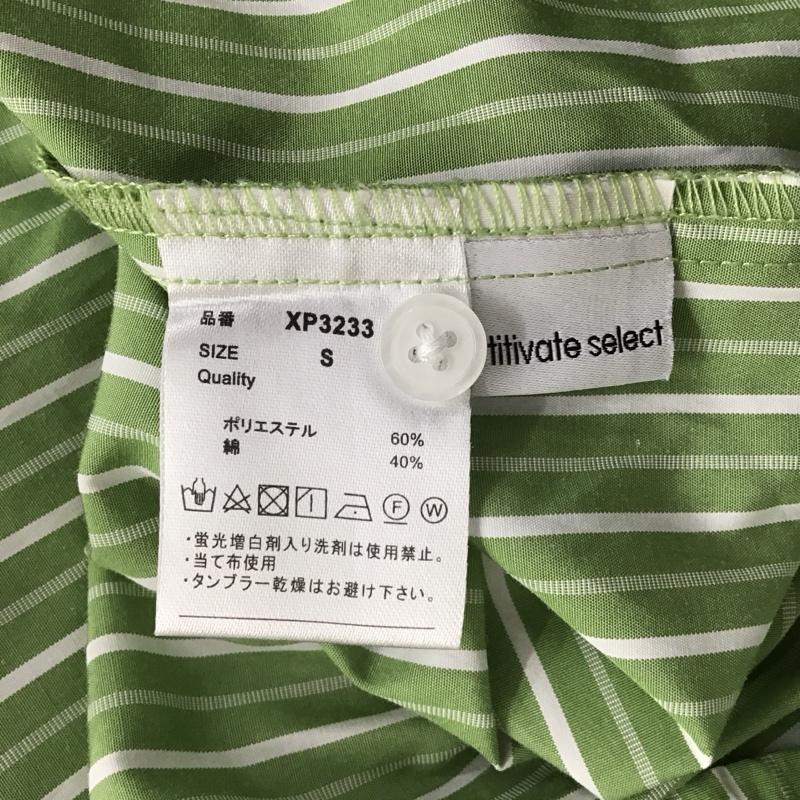 品番 XP3233
SIZE S
Quality
ポリエステル 60%
綿 40%
F W
・蛍光増白剤入り洗剤は使用禁止。
・当て布使用
・タンブラー乾燥はお避け下さい。
titivate select